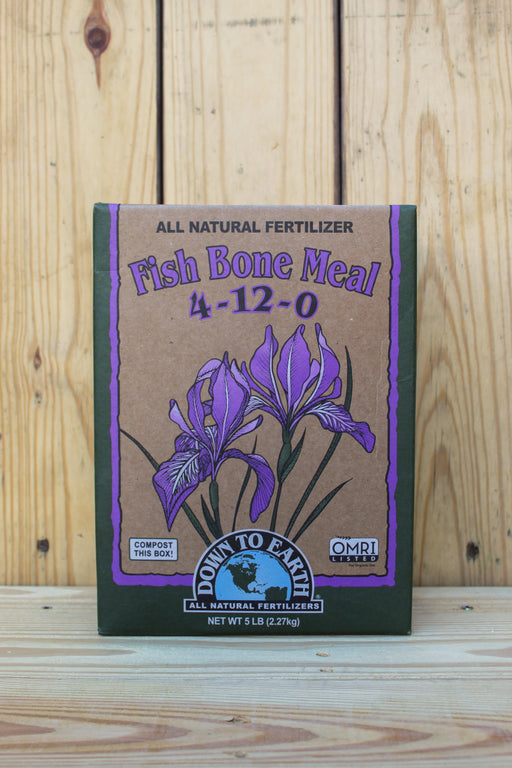 ALL NATURAL FERTILIZER
Fish Bone Meal
4-12-0
COMPOST
THIS BOX!
OMRI
LISTED
DOWN TO EARTH
ALL NATURAL FERTILIZERS
NET WT 5 LB (2.27kg)